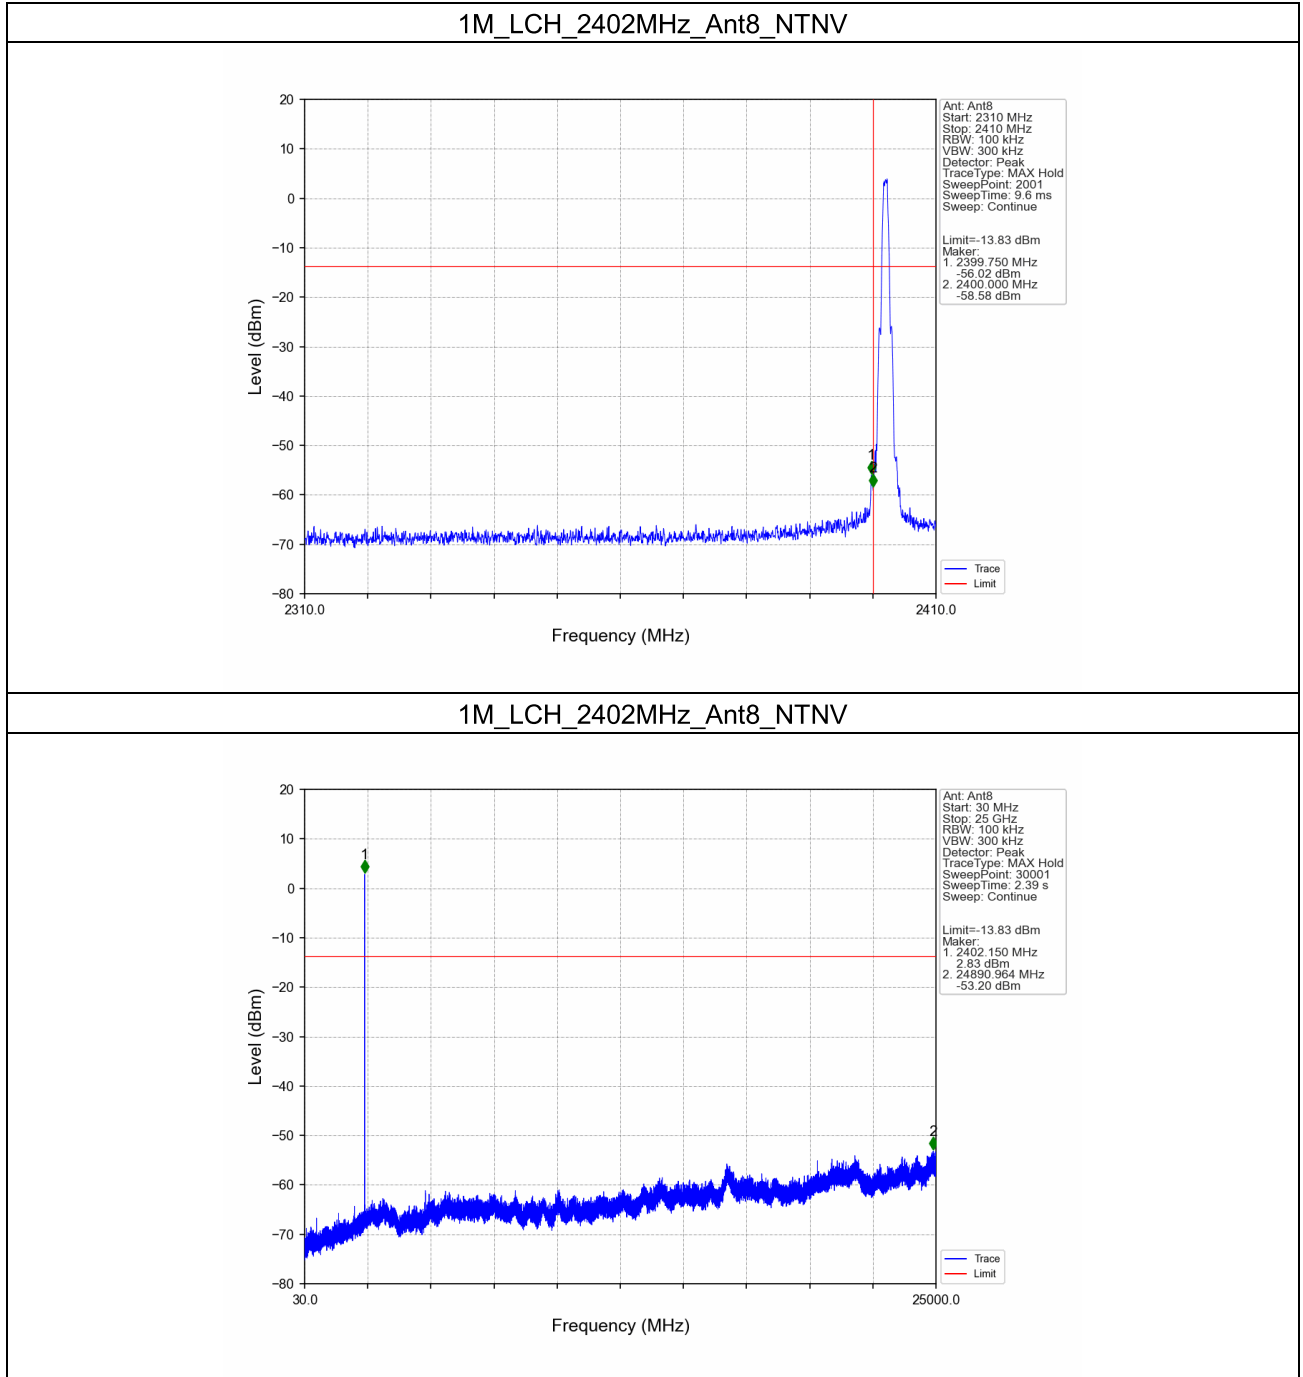 1M_LCH_2402MHz_Ant8_NTNV
20
10
0
−10
−20
−30
−40
−50
−60
−70
−80
Level (dBm)
1
2
2310.0
2410.0
Frequency (MHz)
Ant: Ant8
Start: 2310 MHz
Stop: 2410 MHz
RBW: 100 kHz
VBW: 300 kHz
Detector: Peak
TraceType: MAX Hold
SweepPoint: 2001
SweepTime: 9.6 ms
Sweep: Continue
Limit=-13.83 dBm
Maker:
1. 2399.750 MHz
-56.02 dBm
2. 2400.000 MHz
-58.58 dBm
Trace
Limit
1M_LCH_2402MHz_Ant8_NTNV
20
10
0
−10
−20
−30
−40
−50
−60
−70
−80
Level (dBm)
1
2
30.0
25000.0
Frequency (MHz)
Ant: Ant8
Start: 30 MHz
Stop: 25 GHz
RBW: 100 kHz
VBW: 300 kHz
Detector: Peak
TraceType: MAX Hold
SweepPoint: 30001
SweepTime: 2.39 s
Sweep: Continue
Limit=-13.83 dBm
Maker:
1. 2402.150 MHz
2.83 dBm
2. 24890.964 MHz
-53.20 dBm
Trace
Limit